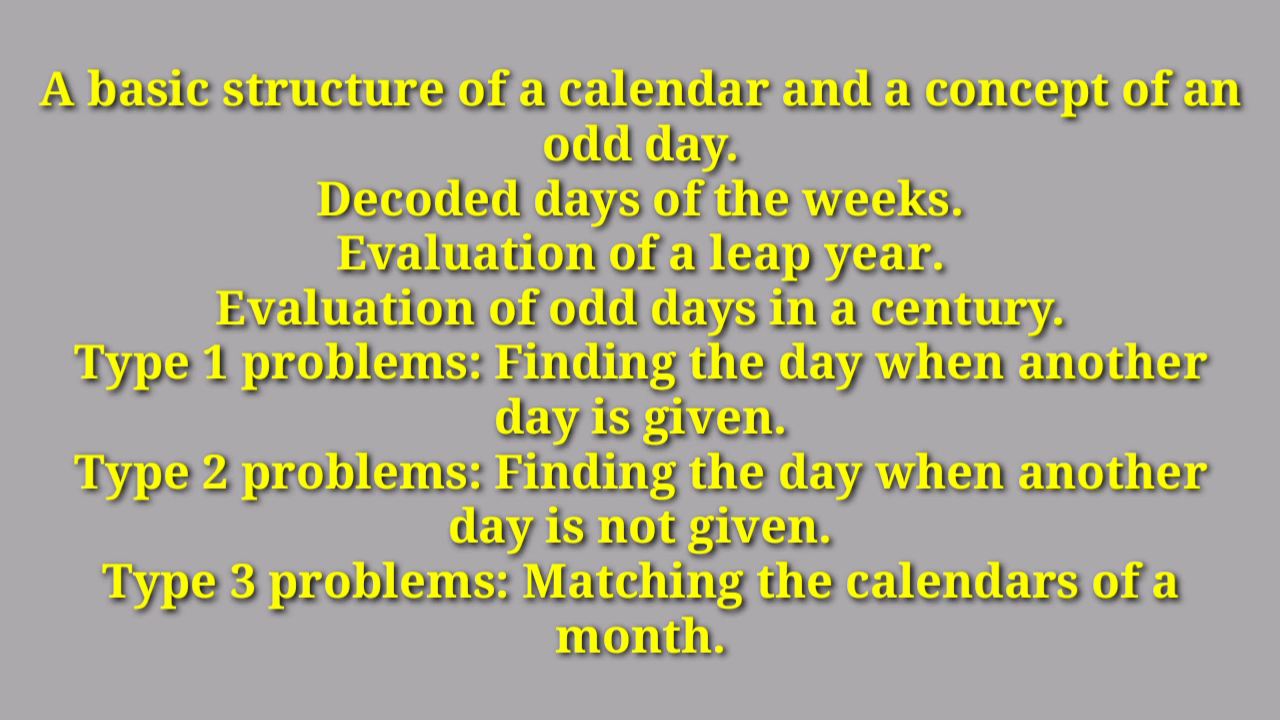 A basic structure of a calendar and a concept of an
odd day.
Decoded days of the weeks.
Evaluation of a leap year.
Evaluation of odd days in a century.
Type 1 problems: Finding the day when another
day is given.
Type 2 problems: Finding the day when another
day is not given.
Type 3 problems: Matching the calendars of a
month.